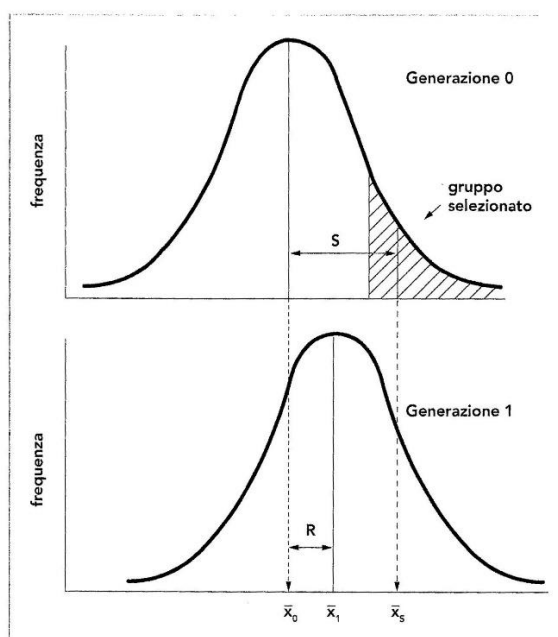 Generazione 0
frequenza
gruppo
selezionato
S
Generazione 1
frequenza
R
x̄₀ x̄₁ x̄ₛ